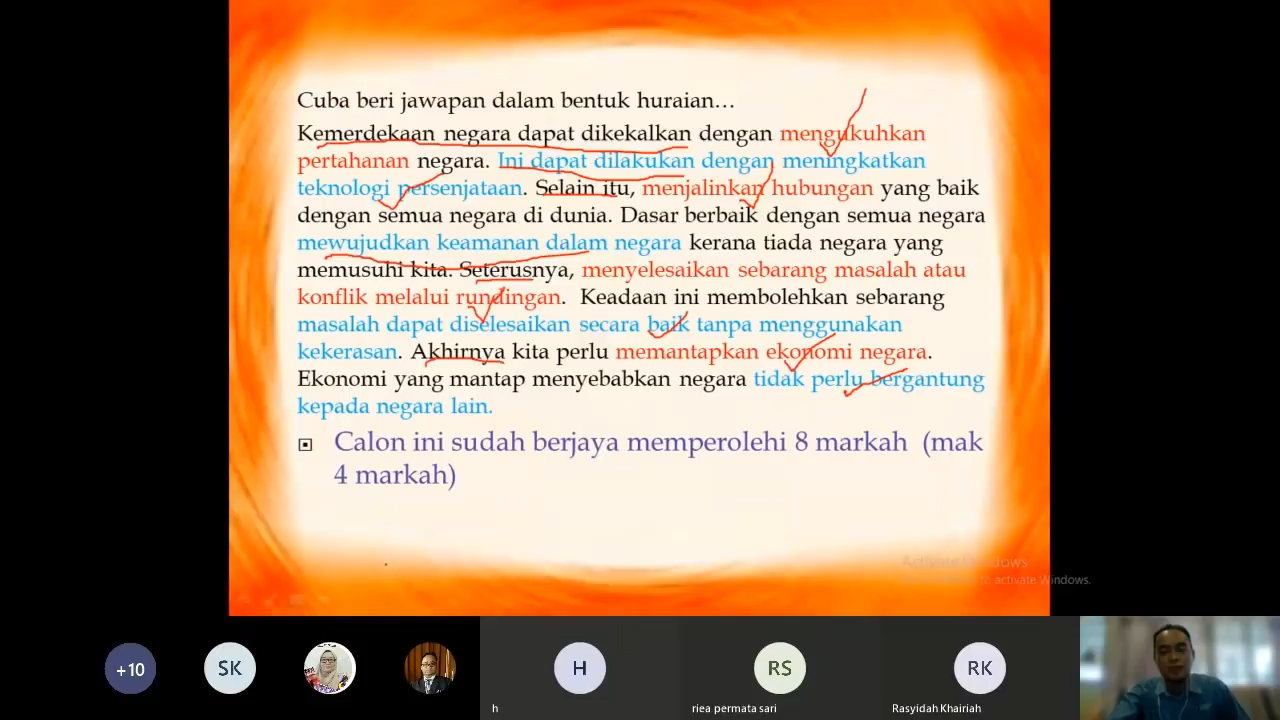 Cuba beri jawapan dalam bentuk huraian…
Kemerdekaan negara dapat dikekalkan dengan mengukuhkan
pertahanan negara. Ini dapat dilakukan dengan meningkatkan
teknologi persenjataan. Selain itu, menjalinkan hubungan yang baik
dengan semua negara di dunia. Dasar berbaik dengan semua negara
mewujudkan keamanan dalam negara kerana tiada negara yang
memusuhi kita. Seterusnya, menyelesaikan sebarang masalah atau
konflik melalui rundingan. Keadaan ini membolehkan sebarang
masalah dapat diselesaikan secara baik tanpa menggunakan
kekerasan. Akhirnya kita perlu memantapkan ekonomi negara.
Ekonomi yang mantap menyebabkan negara tidak perlu bergantung
kepada negara lain.
Calon ini sudah berjaya memperolehi 8 markah (mak
4 markah)
Activate Windows
to activate Windows.
+10
SK
H
RS
RK
h
riea permata sari
Rasyidah Khairiah